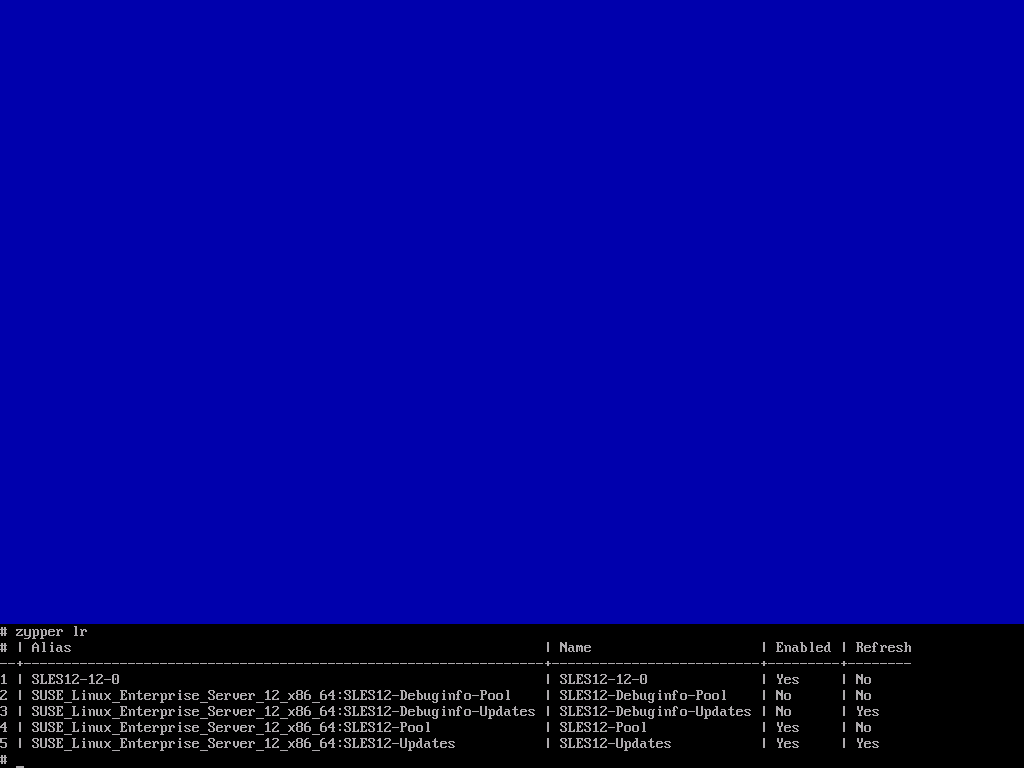 # zypper lr
# | Alias                                                            | Name                      | Enabled | Refresh
--+------------------------------------------------------------------+---------------------------+---------+--------
1 | SLES12-12-0                                                      | SLES12-12-0               | Yes     | No
2 | SUSE_Linux_Enterprise_Server_12_x86_64:SLES12-Debuginfo-Pool     | SLES12-Debuginfo-Pool     | No      | No
3 | SUSE_Linux_Enterprise_Server_12_x86_64:SLES12-Debuginfo-Updates  | SLES12-Debuginfo-Updates  | No      | Yes
4 | SUSE_Linux_Enterprise_Server_12_x86_64:SLES12-Pool               | SLES12-Pool               | Yes     | No
5 | SUSE_Linux_Enterprise_Server_12_x86_64:SLES12-Updates            | SLES12-Updates            | Yes     | Yes
# _